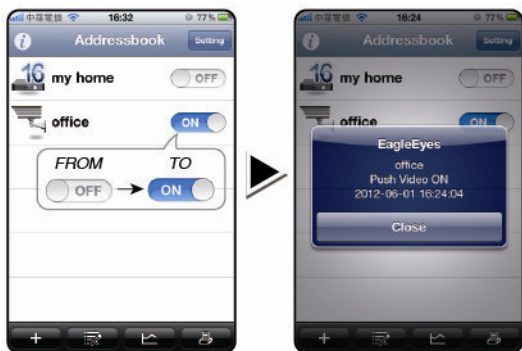 中華電信 16:32 77%
Addressbook Setting
16 my home OFF
office ON
FROM TO
OFF ON
中華電信 16:24 77%
Addressbook Setting
16 my home OFF
office
EagleEyes
office
Push Video ON
2012-06-01 16:24:04
Close